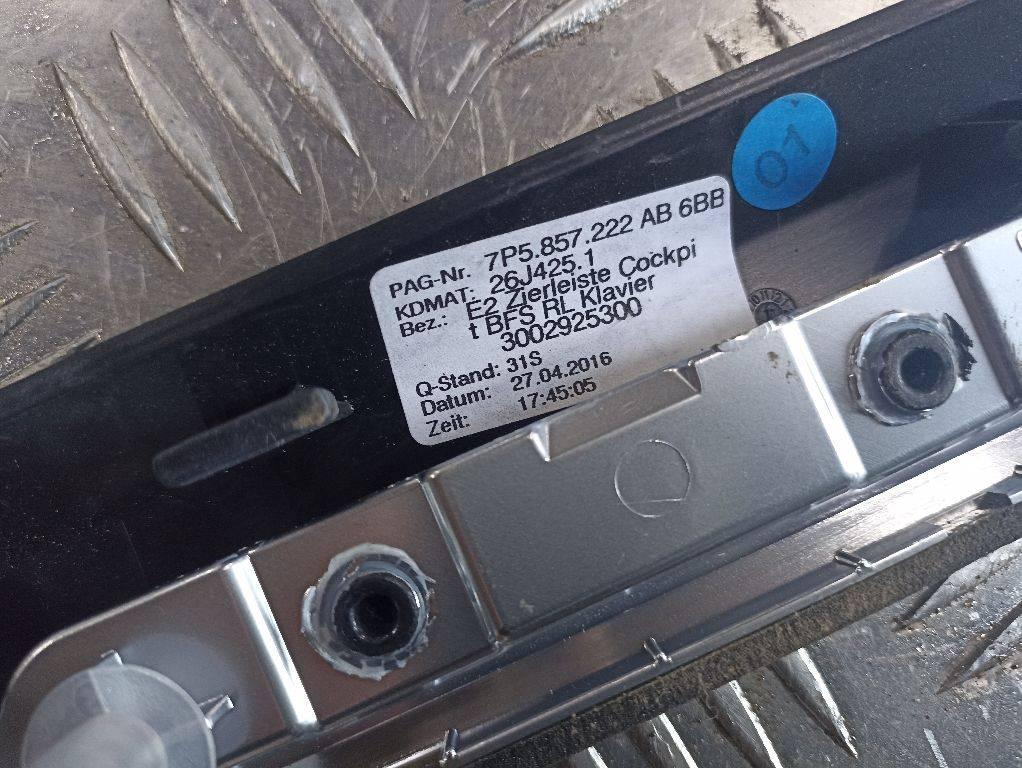 01
PAG-Nr. 7P5.857.222 AB 6BB
KDMAT: 26J425.1
Bez.: E2 Zierleiste Cockpi
t BFS RL Klavier
3002925300
Q-Stand: 31S
Datum: 27.04.2016
Zeit: 17:45:05